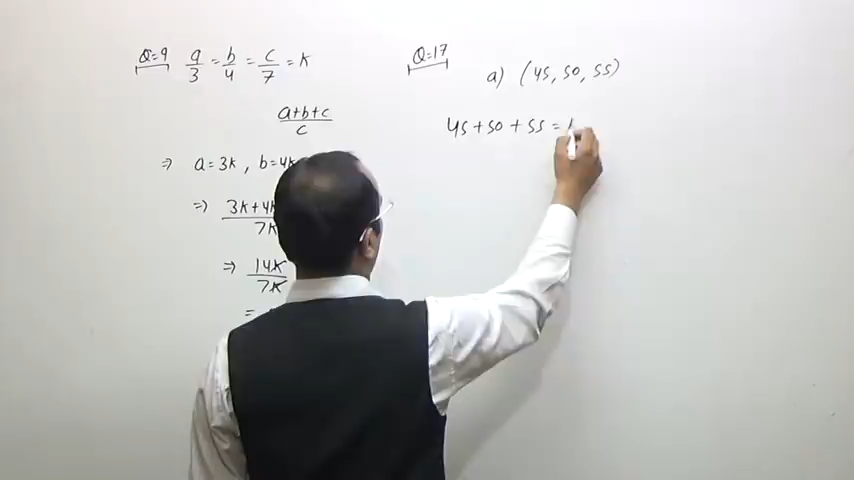 Q=9 a/3 = b/4 = c/7 = K
a+b+c/c
⇒ a=3K, b=4K
⇒ 3K+4K/7K
⇒ 14K/7K
=
Q=17
a) (45, 50, 55)
45+50+55=